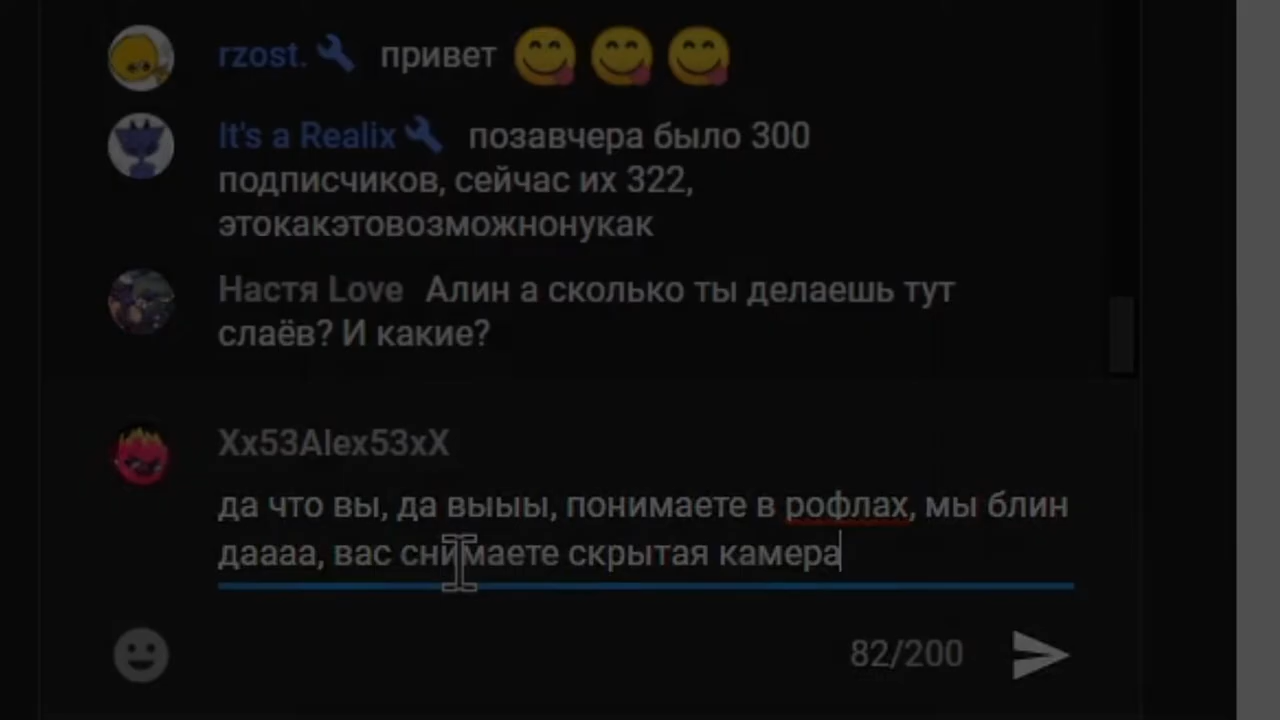 rzost. привет 😋😋😋
It's a Realix позавчера было 300
подписчиков, сейчас их 322,
этокакэтовозможнонукак
Настя Love Алин а сколько ты делаешь тут
слаёв? И какие?
Xx53Alex53xX
да что вы, да выыы, понимаете в рофлах, мы блин
даааа, вас снимаете скрытая камера
82/200